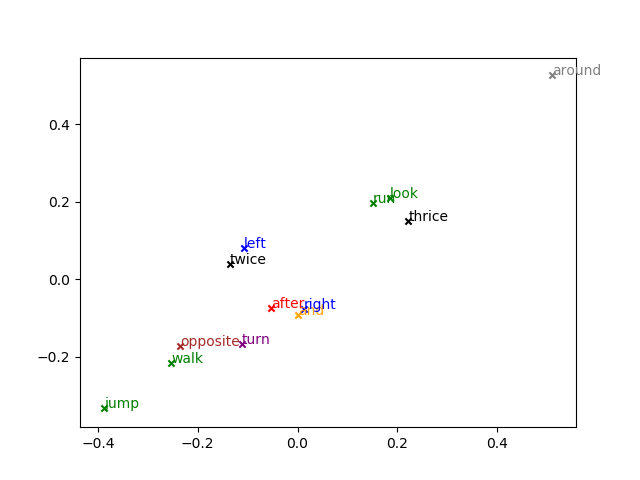 around
0.4
look
run
0.2
thrice
left
twice
0.0
after
right
and
turn
opposite
−0.2
walk
jump
−0.4
−0.2
0.0
0.2
0.4